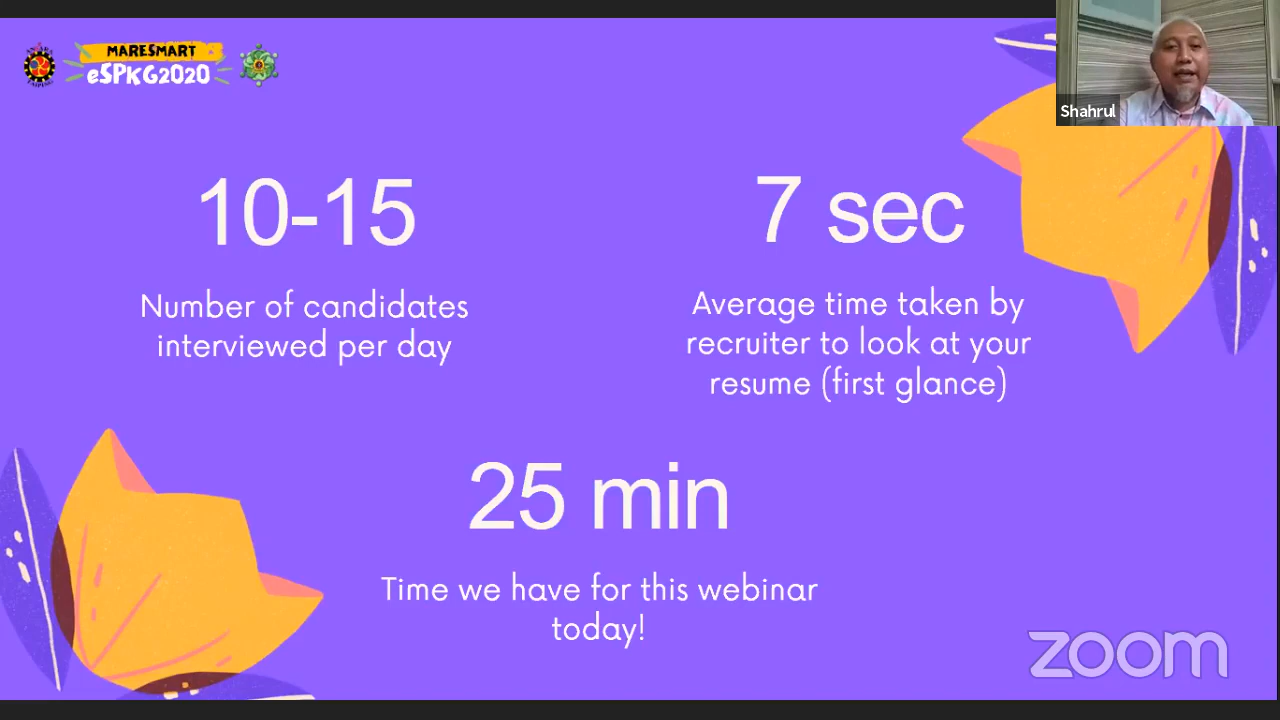 MARESMART
eSPKG2020
Shahrul
10-15
Number of candidates
interviewed per day
7 sec
Average time taken by
recruiter to look at your
resume (first glance)
25 min
Time we have for this webinar
today!
zoom